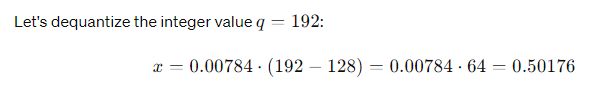 Let's dequantize the integer value q = 192:
x = 0.00784 · (192 − 128) = 0.00784 · 64 = 0.50176